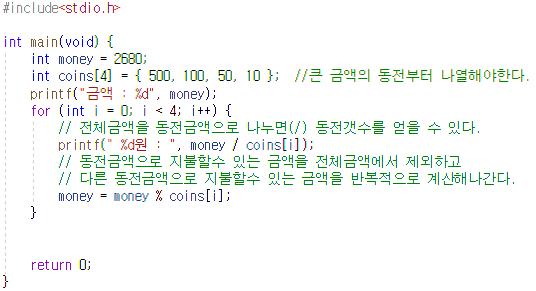 #include<stdio.h>
int main(void) {
int money = 2680;
int coins[4] = { 500, 100, 50, 10 };  //큰 금액의 동전부터 나열해야한다.
printf("금액 : %d", money);
for (int i = 0; i < 4; i++) {
// 전체금액을 동전금액으로 나누면(/) 동전갯수를 얻을 수 있다.
printf(" %d원 : ", money / coins[i]);
// 동전금액으로 지불할수 있는 금액을 전체금액에서 제외하고
// 다른 동전금액으로 지불할수 있는 금액을 반복적으로 계산해나간다.
money = money % coins[i];
}
return 0;
}